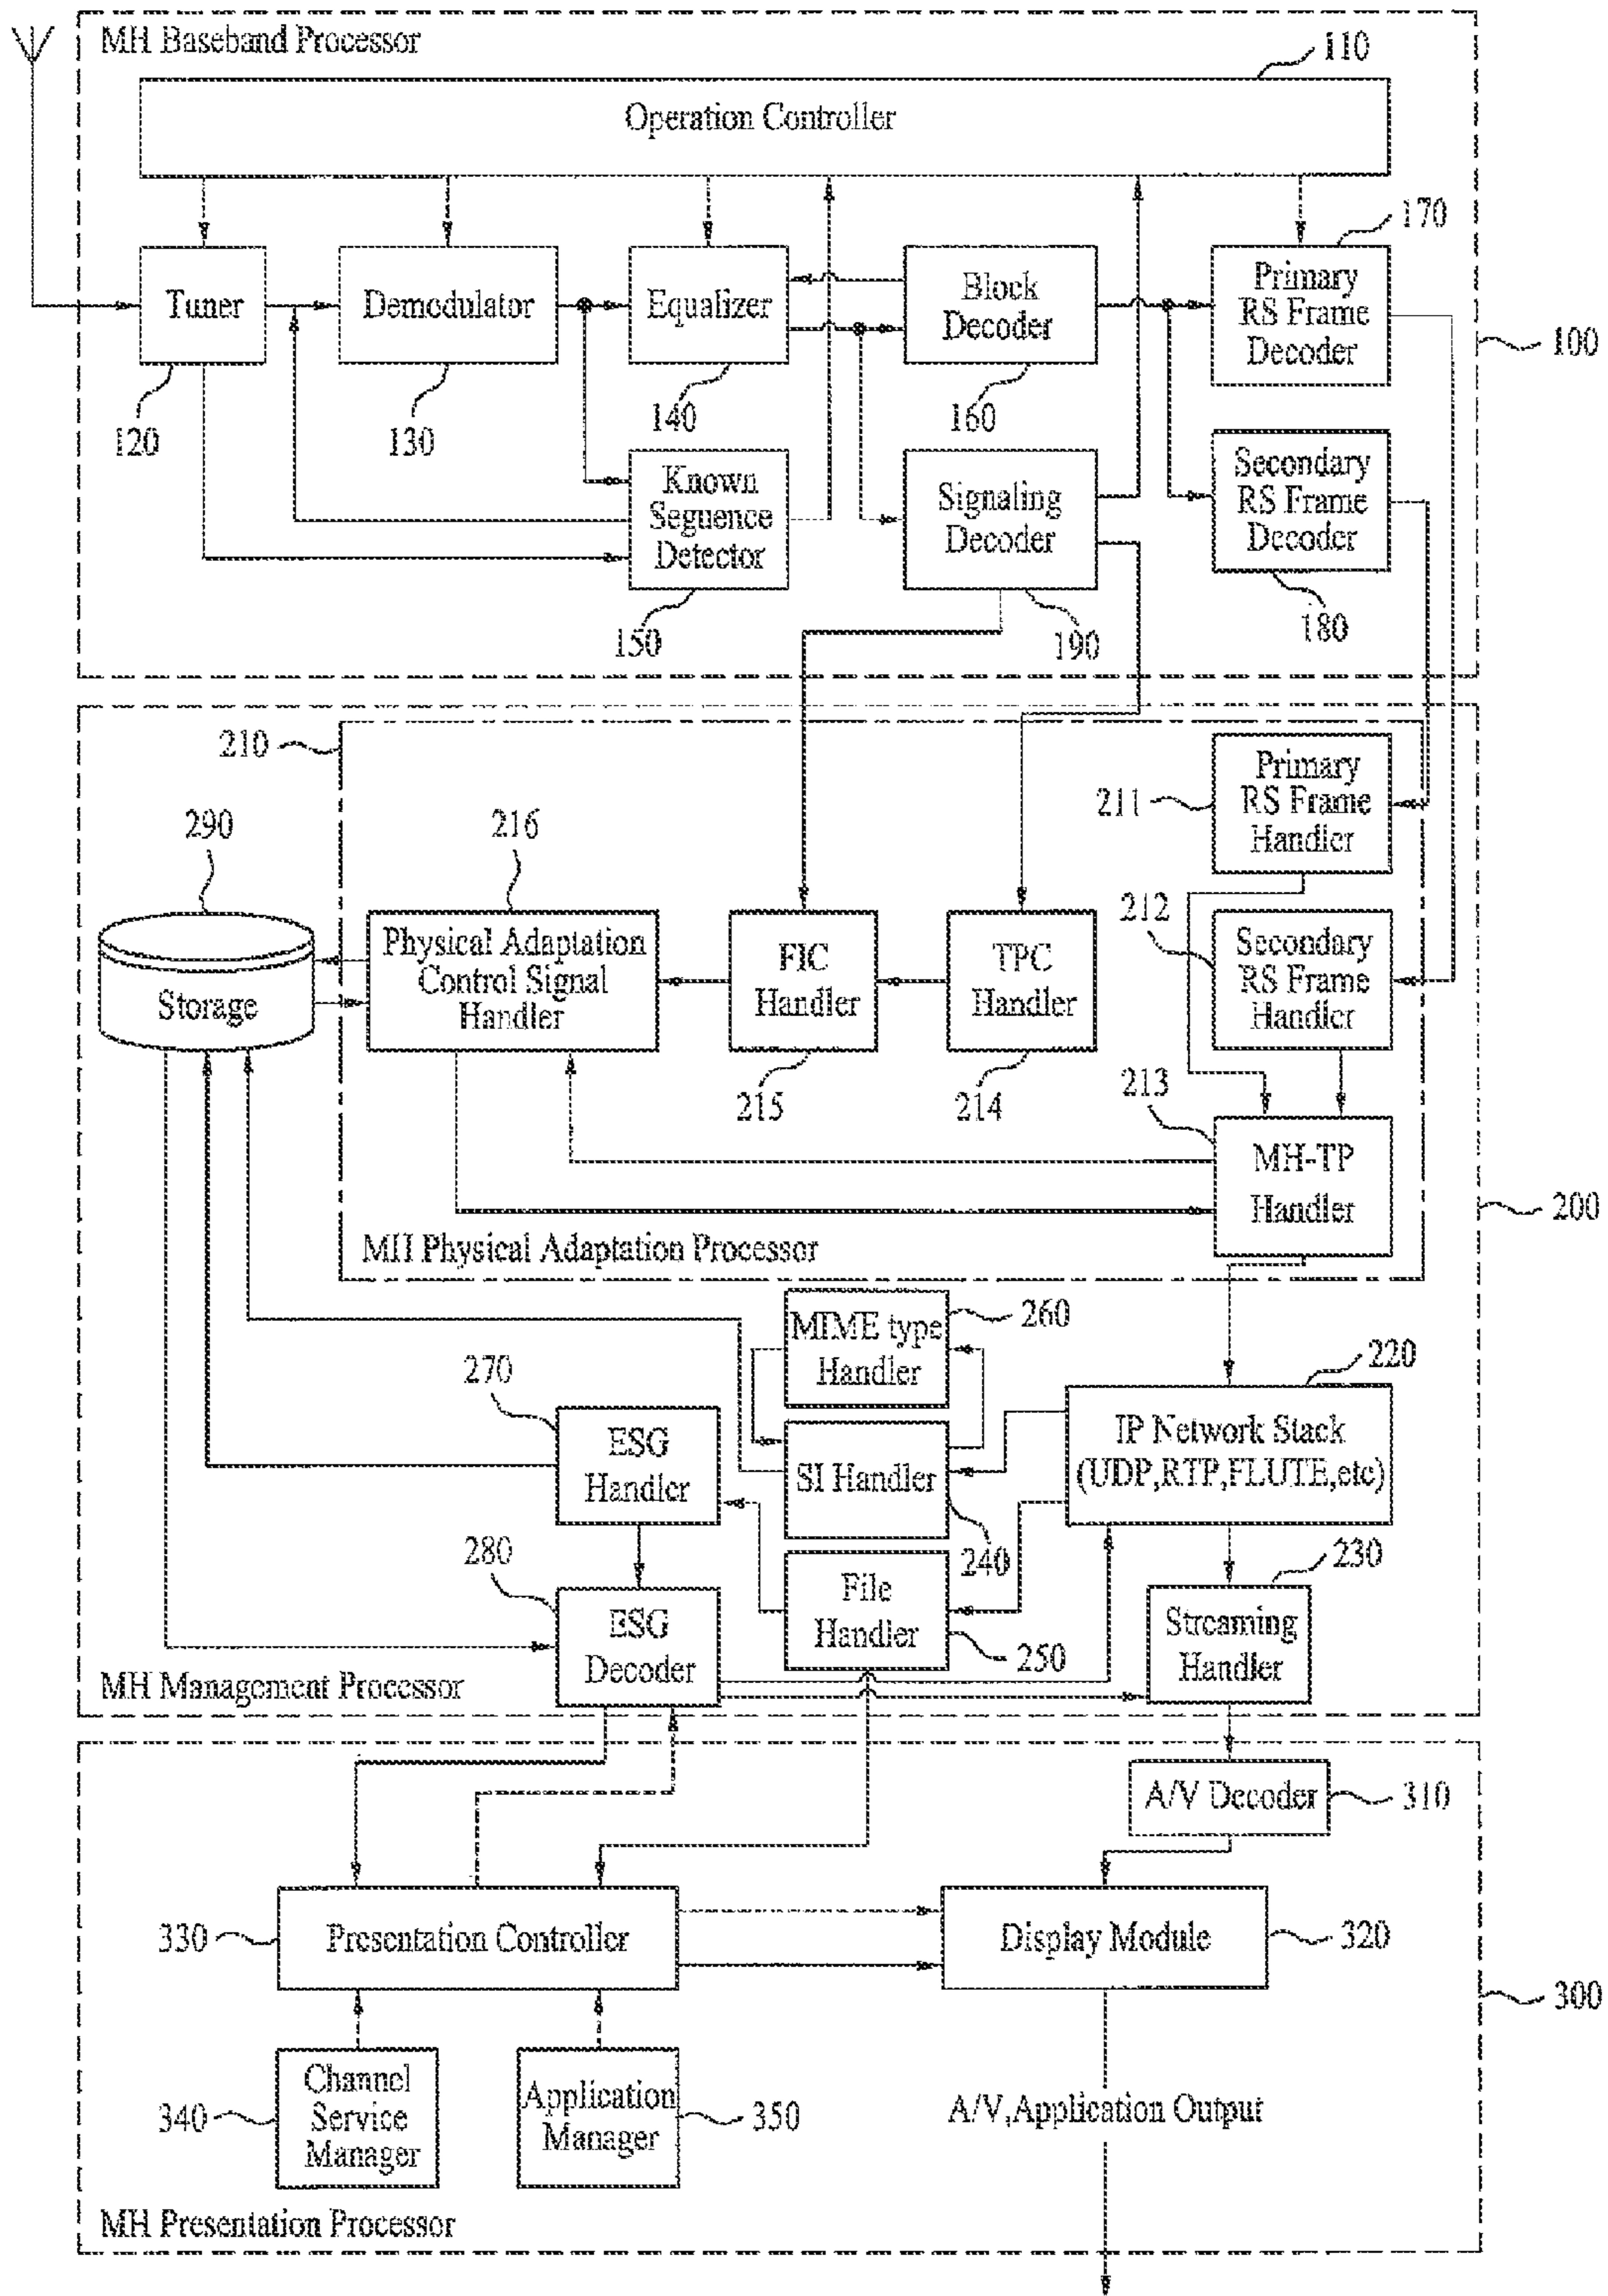 MH Baseband Processor
110
Operation Controller
170
Tuner
Demodulator
Equalizer
Block
Decoder
Primary
RS Frame
Decoder
100
120
130
140
160
Known
Seguence
Detector
Signaling
Decoder
Secondary
RS Frame
Decoder
150
190
180
210
Primary
RS Frame
Handler
211
290
216
212
Storage
Physical Adaptation
Control Signal
Handler
FIC
Handler
TPC
Handler
Secondary
RS Frame
Handler
215
214
213
MH-TP
Handler
200
MH Physical Adaptation Processor
MIME type
Handler
260
270
220
ESG
Handler
SI Handler
IP Network Stack
(UDP,RTP,FLUTE,etc)
280
240
230
ESG
Decoder
File
Handler
250
Streaming
Handler
MH Management Processor
A/V Decoder
310
330
Presentation Controller
Display Module
320
300
340
Channel
Service
Manager
Application
Manager
350
A/V,Application Output
MH Presentation Processor